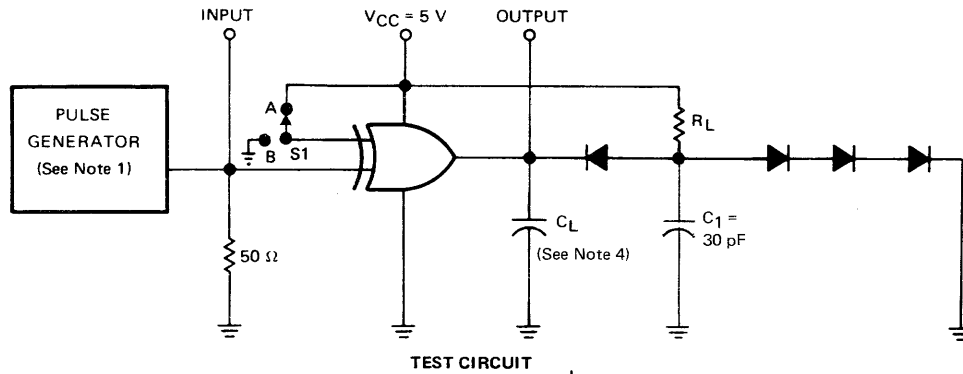 INPUT
VCC = 5 V
OUTPUT
PULSE
GENERATOR
(See Note 1)
A
B
S1
RL
50 Ω
CL
(See Note 4)
C1 =
30 pF
TEST CIRCUIT